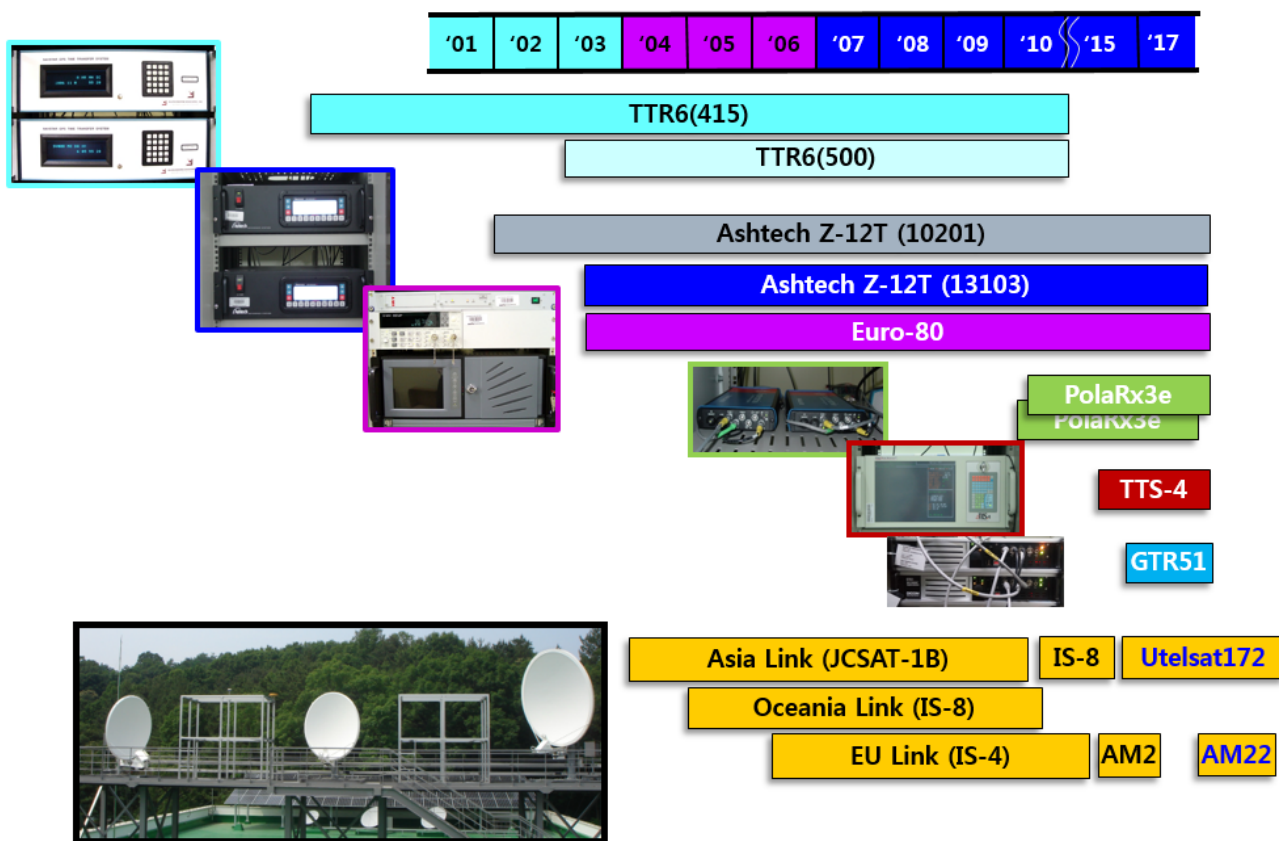 ‘01 ‘02 ‘03 ‘04 ‘05 ‘06 ‘07 ‘08 ‘09 ‘10 ‘15 ‘17
TTR6(415)
TTR6(500)
Ashtech Z-12T (10201)
Ashtech Z-12T (13103)
Euro-80
PolaRx3e
PolaRx3e
TTS-4
GTR51
Asia Link (JCSAT-1B) IS-8 Utelsat172
Oceania Link (IS-8)
EU Link (IS-4) AM2 AM22